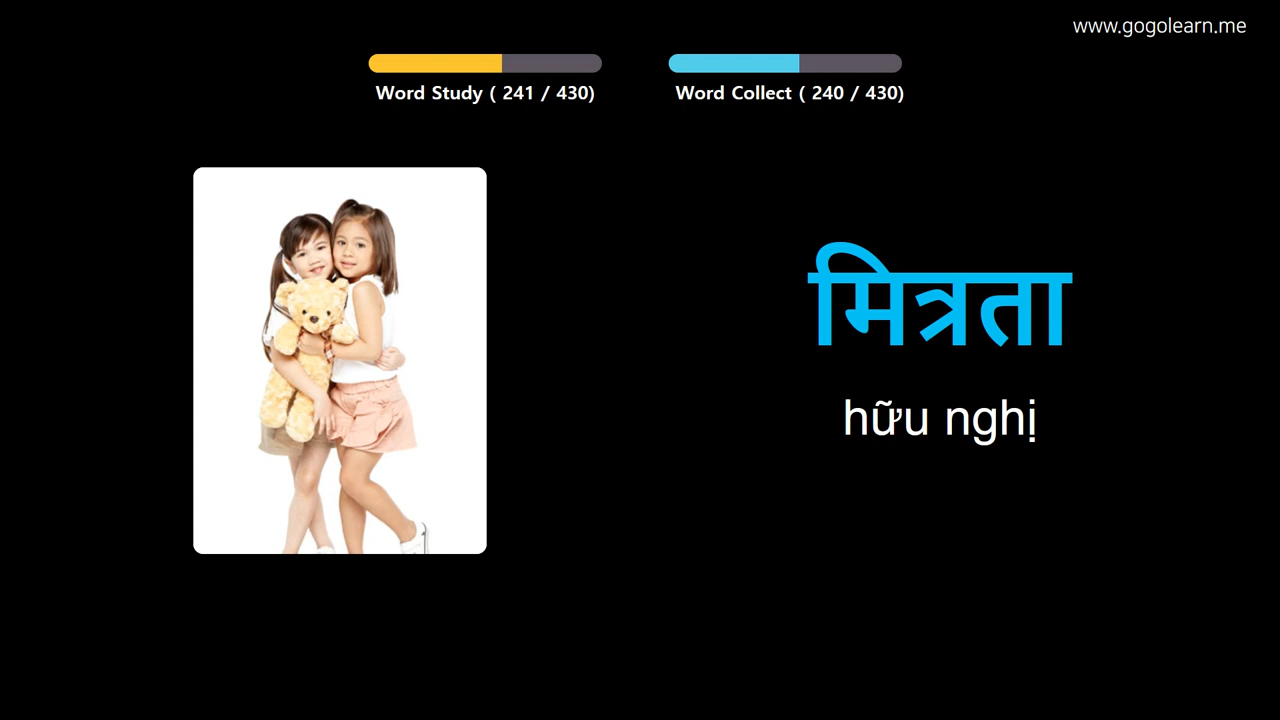 www.gogolearn.me
Word Study ( 241 / 430)
Word Collect ( 240 / 430)
मित्रता
hữu nghị